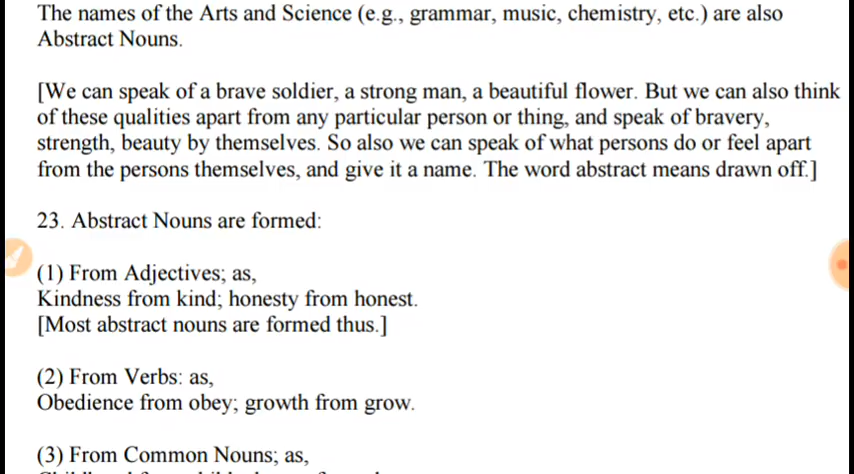 The names of the Arts and Science (e.g., grammar, music, chemistry, etc.) are also
Abstract Nouns.
[We can speak of a brave soldier, a strong man, a beautiful flower. But we can also think
of these qualities apart from any particular person or thing, and speak of bravery,
strength, beauty by themselves. So also we can speak of what persons do or feel apart
from the persons themselves, and give it a name. The word abstract means drawn off.]
23. Abstract Nouns are formed:
(1) From Adjectives; as,
Kindness from kind; honesty from honest.
[Most abstract nouns are formed thus.]
(2) From Verbs: as,
Obedience from obey; growth from grow.
(3) From Common Nouns; as,